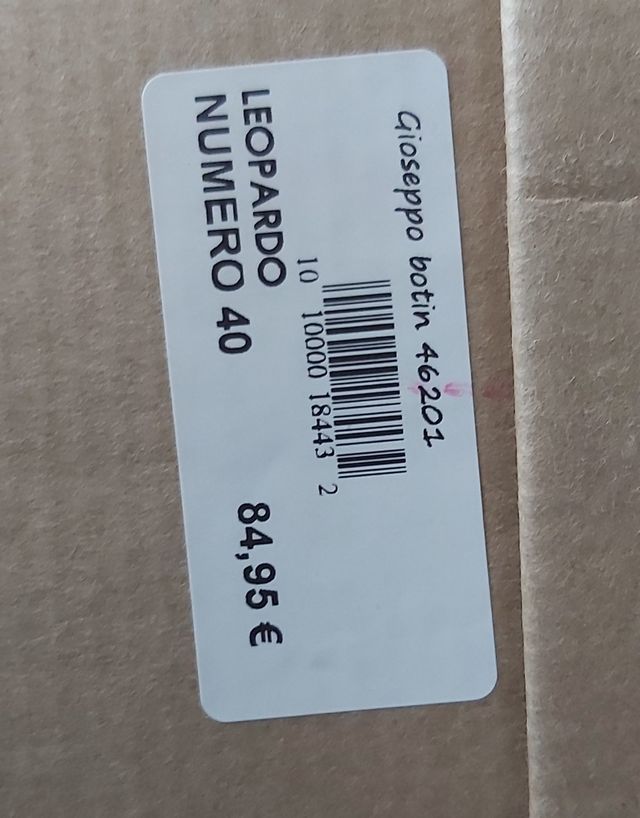 Gioseppo botin 46201
10 10000 18443 2
LEOPARDO
NUMERO 40
84,95 €